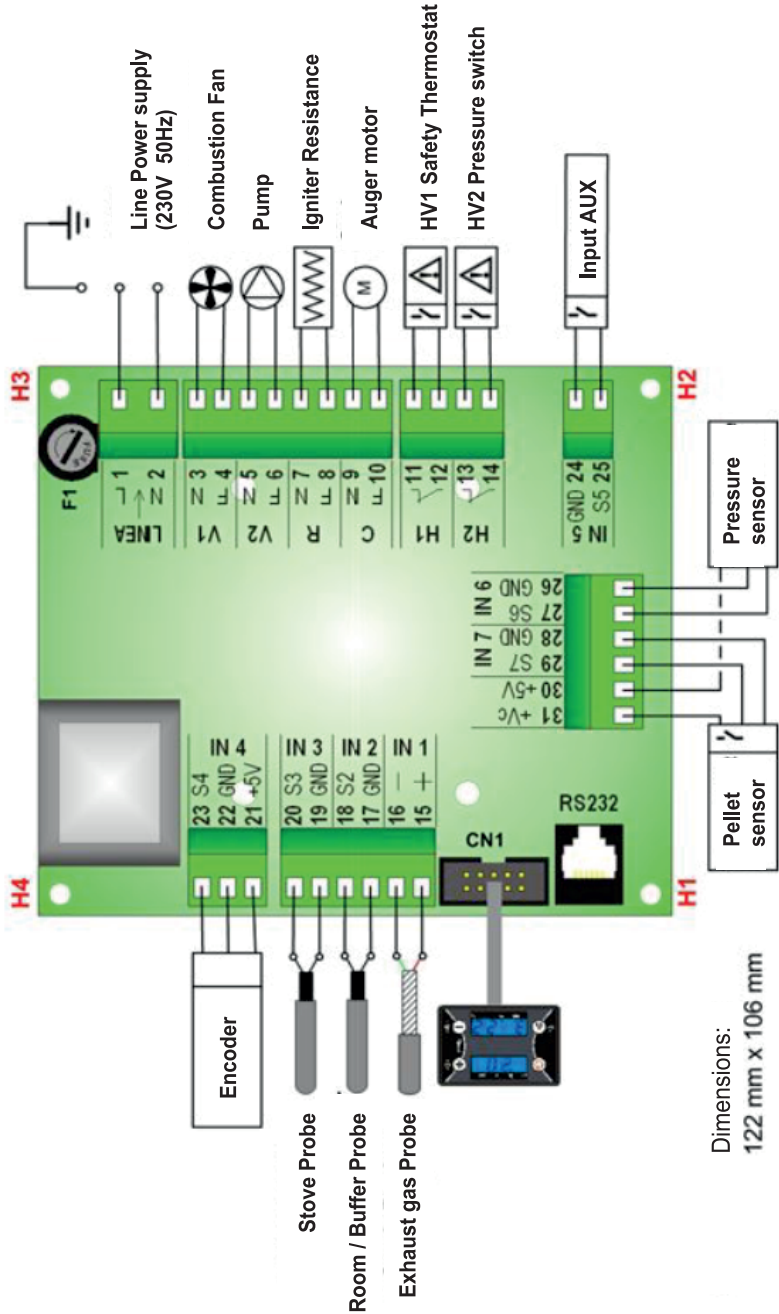 H3
F1
Line Power supply
(230V 50Hz)
Combustion Fan
Pump
Igniter Resistance
Auger motor
M
HV1 Safety Thermostat
HV2 Pressure switch
Input AUX
1 L
2 N
LINEA
3 N
4 F
V1
5 N
6 F
V2
7 N
8 F
R
9 N
10 F
C
11
12
H1
13
14
H2
GND 24
S5 25
IN 5
H2
H4
IN 4
23 S4
22 GND
21 +5V
IN 3
20 S3
19 GND
IN 2
18 S2
17 GND
IN 1
16 −
15 +
CN1
RS232
H1
IN 6
26 GND
27 S6
IN 7
28 GND
29 S7
30 +5V
31 +Vc
Encoder
Stove Probe
Room / Buffer Probe
Exhaust gas Probe
Pressure
sensor
Pellet
sensor
Dimensions:
122 mm x 106 mm